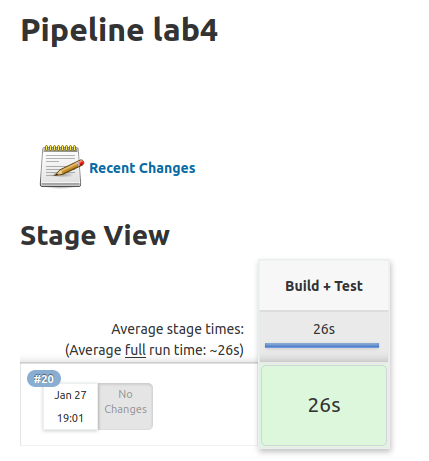 Pipeline lab4
Recent Changes
Stage View
Build + Test
Average stage times:
26s
(Average full run time: ~26s)
#20
Jan 27
No
Changes
19:01
26s